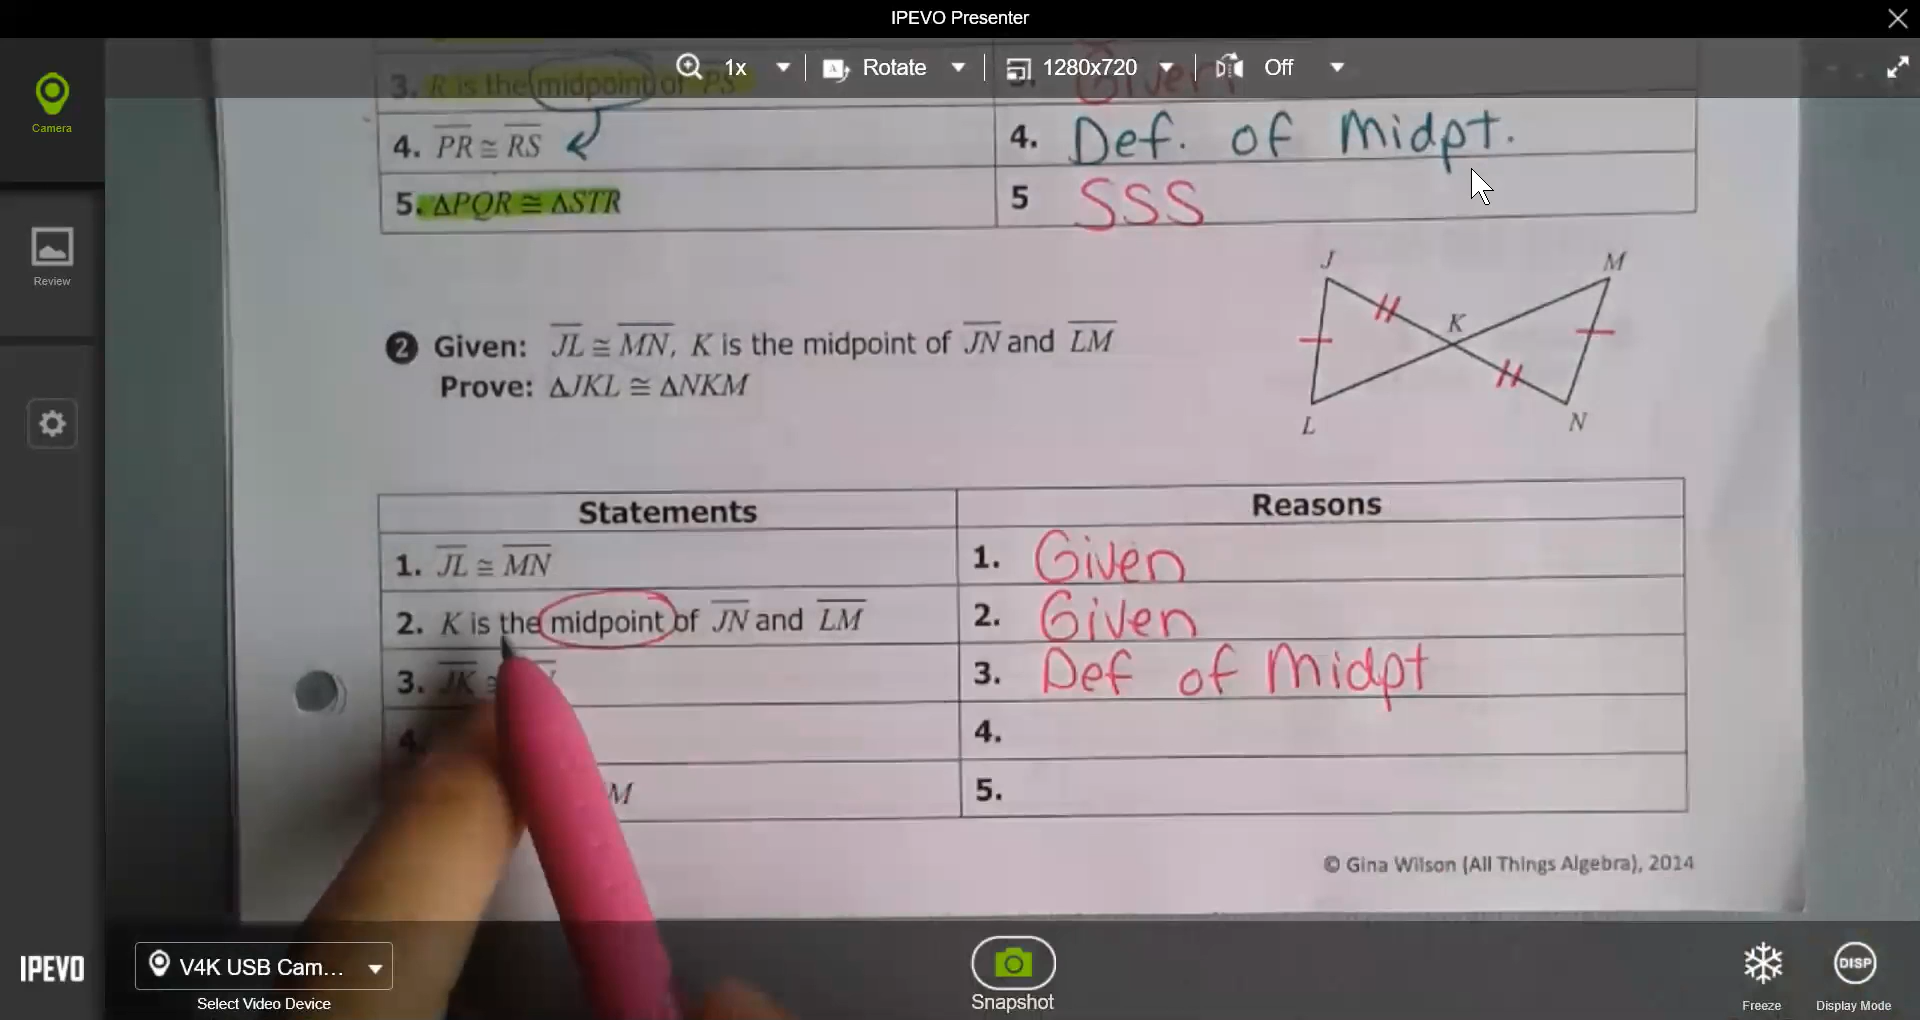 IPEVO Presenter
1x Rotate 1280x720 Off
Camera
3. R is the midpoint of PS 3. Given
4. PR ≅ RS 4. Def. of Midpt.
5. ΔPQR ≅ ΔSTR 5 SSS
Review
J M
K
L N
2 Given: JL ≅ MN, K is the midpoint of JN and LM
Prove: ΔJKL ≅ ΔNKM
Statements Reasons
1. JL ≅ MN 1. Given
2. K is the midpoint of JN and LM 2. Given
3. JK ≅ 3. Def of Midpt
4. 4.
M 5.
© Gina Wilson (All Things Algebra), 2014
IPEVO
V4K USB Cam...
Select Video Device
Snapshot
Freeze
DISP
Display Mode